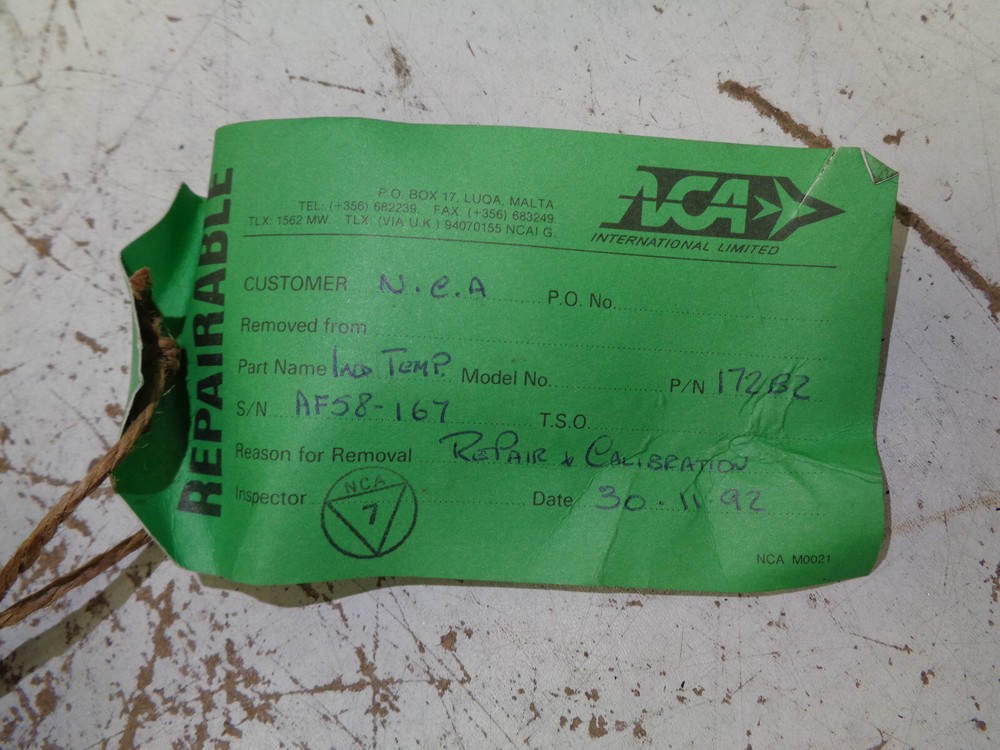 REPAIRABLE
P.O. BOX 17, LUQA, MALTA.
TEL: (+356) 682239. FAX: (+356) 683249.
TLX: 1562 MW. TLX: (VIA U.K.) 94070155 NCAI G.
NCA
INTERNATIONAL LIMITED
CUSTOMER N.C.A P.O. No.
Removed from
Part Name Ind TEMP. Model No. P/N 172B2
S/N AF58-167 T.S.O.
Reason for Removal REPAIR & CALIBRATION
Inspector NCA 7 Date 30.11.92
NCA M0021